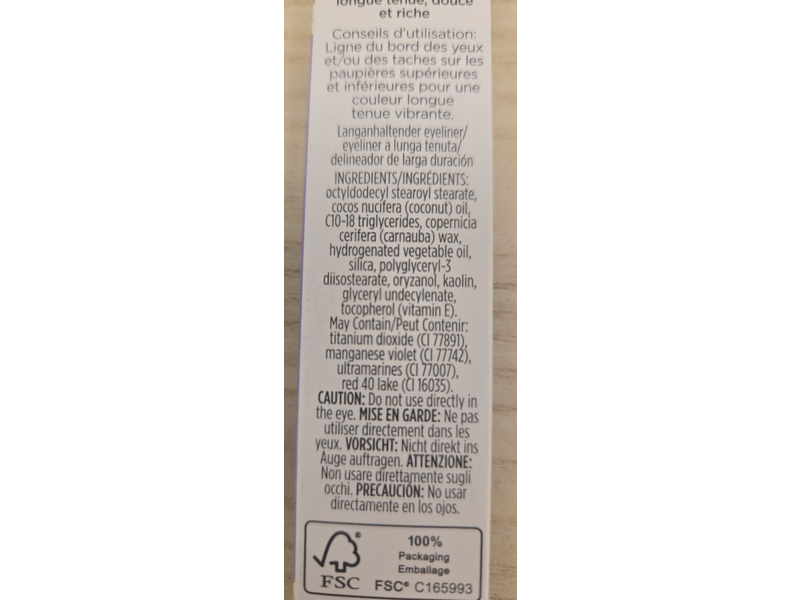 longue tenue, douce
et riche
Conseils d'utilisation:
Ligne du bord des yeux
et/ou des taches sur les
paupières supérieures
et inférieures pour une
couleur longue
tenue vibrante.
Langanhaltender eyeliner/
eyeliner a lunga tenuta/
delineador de larga duración
INGREDIENTS/INGRÉDIENTS:
octyldodecyl stearoyl stearate,
cocos nucifera (coconut) oil,
C10-18 triglycerides, copernicia
cerifera (carnauba) wax,
hydrogenated vegetable oil,
silica, polyglyceryl-3
diisostearate, oryzanol, kaolin,
glyceryl undecylenate,
tocopherol (vitamin E).
May Contain/Peut Contenir:
titanium dioxide (CI 77891),
manganese violet (CI 77742),
ultramarines (CI 77007),
red 40 lake (CI 16035).
CAUTION: Do not use directly in
the eye. MISE EN GARDE: Ne pas
utiliser directement dans les
yeux. VORSICHT: Nicht direkt ins
Auge auftragen. ATTENZIONE:
Non usare direttamente sugli
occhi. PRECAUCIÓN: No usar
directamente en los ojos.
100%
Packaging
Emballage
FSC FSC® C165993